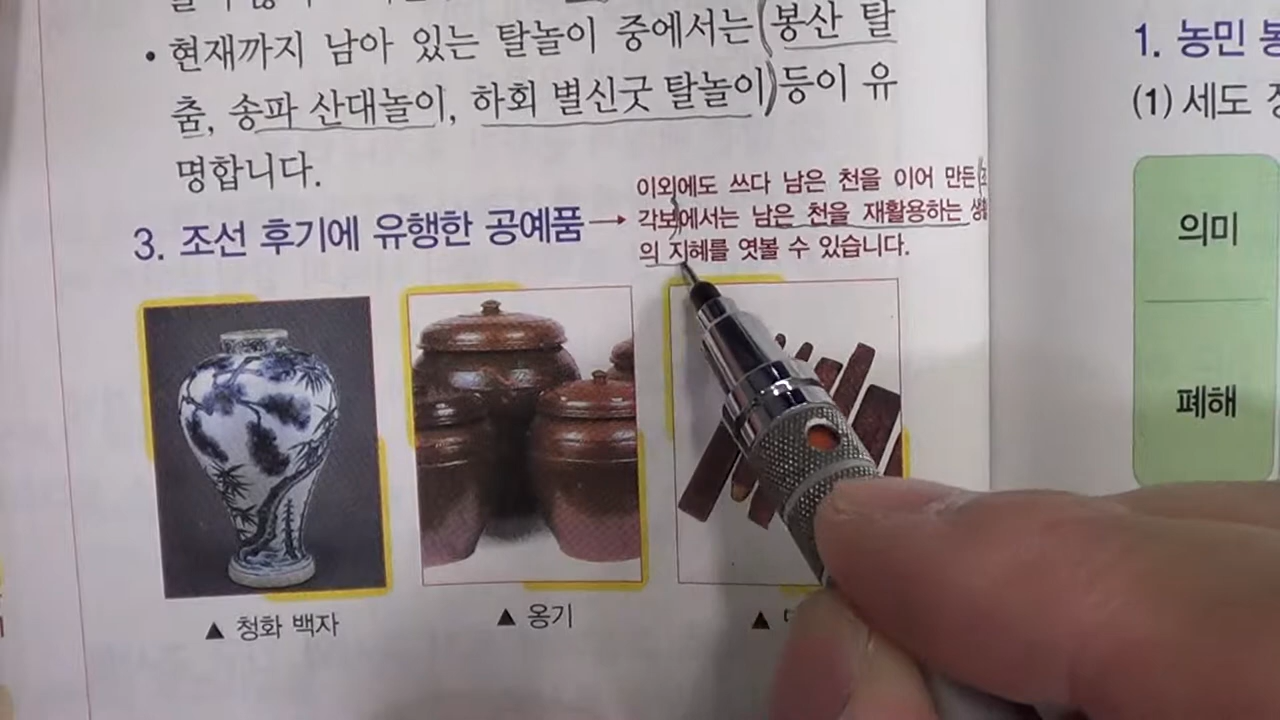 • 현재까지 남아 있는 탈놀이 중에서는 봉산 탈
춤, 송파 산대놀이, 하회 별신굿 탈놀이 등이 유
명합니다.
3. 조선 후기에 유행한 공예품
→ 이외에도 쓰다 남은 천을 이어 만든
각보에서는 남은 천을 재활용하는
의 지혜를 엿볼 수 있습니다.
▲ 청화 백자
▲ 옹기
▲
1. 농민
(1) 세도
의미
폐해